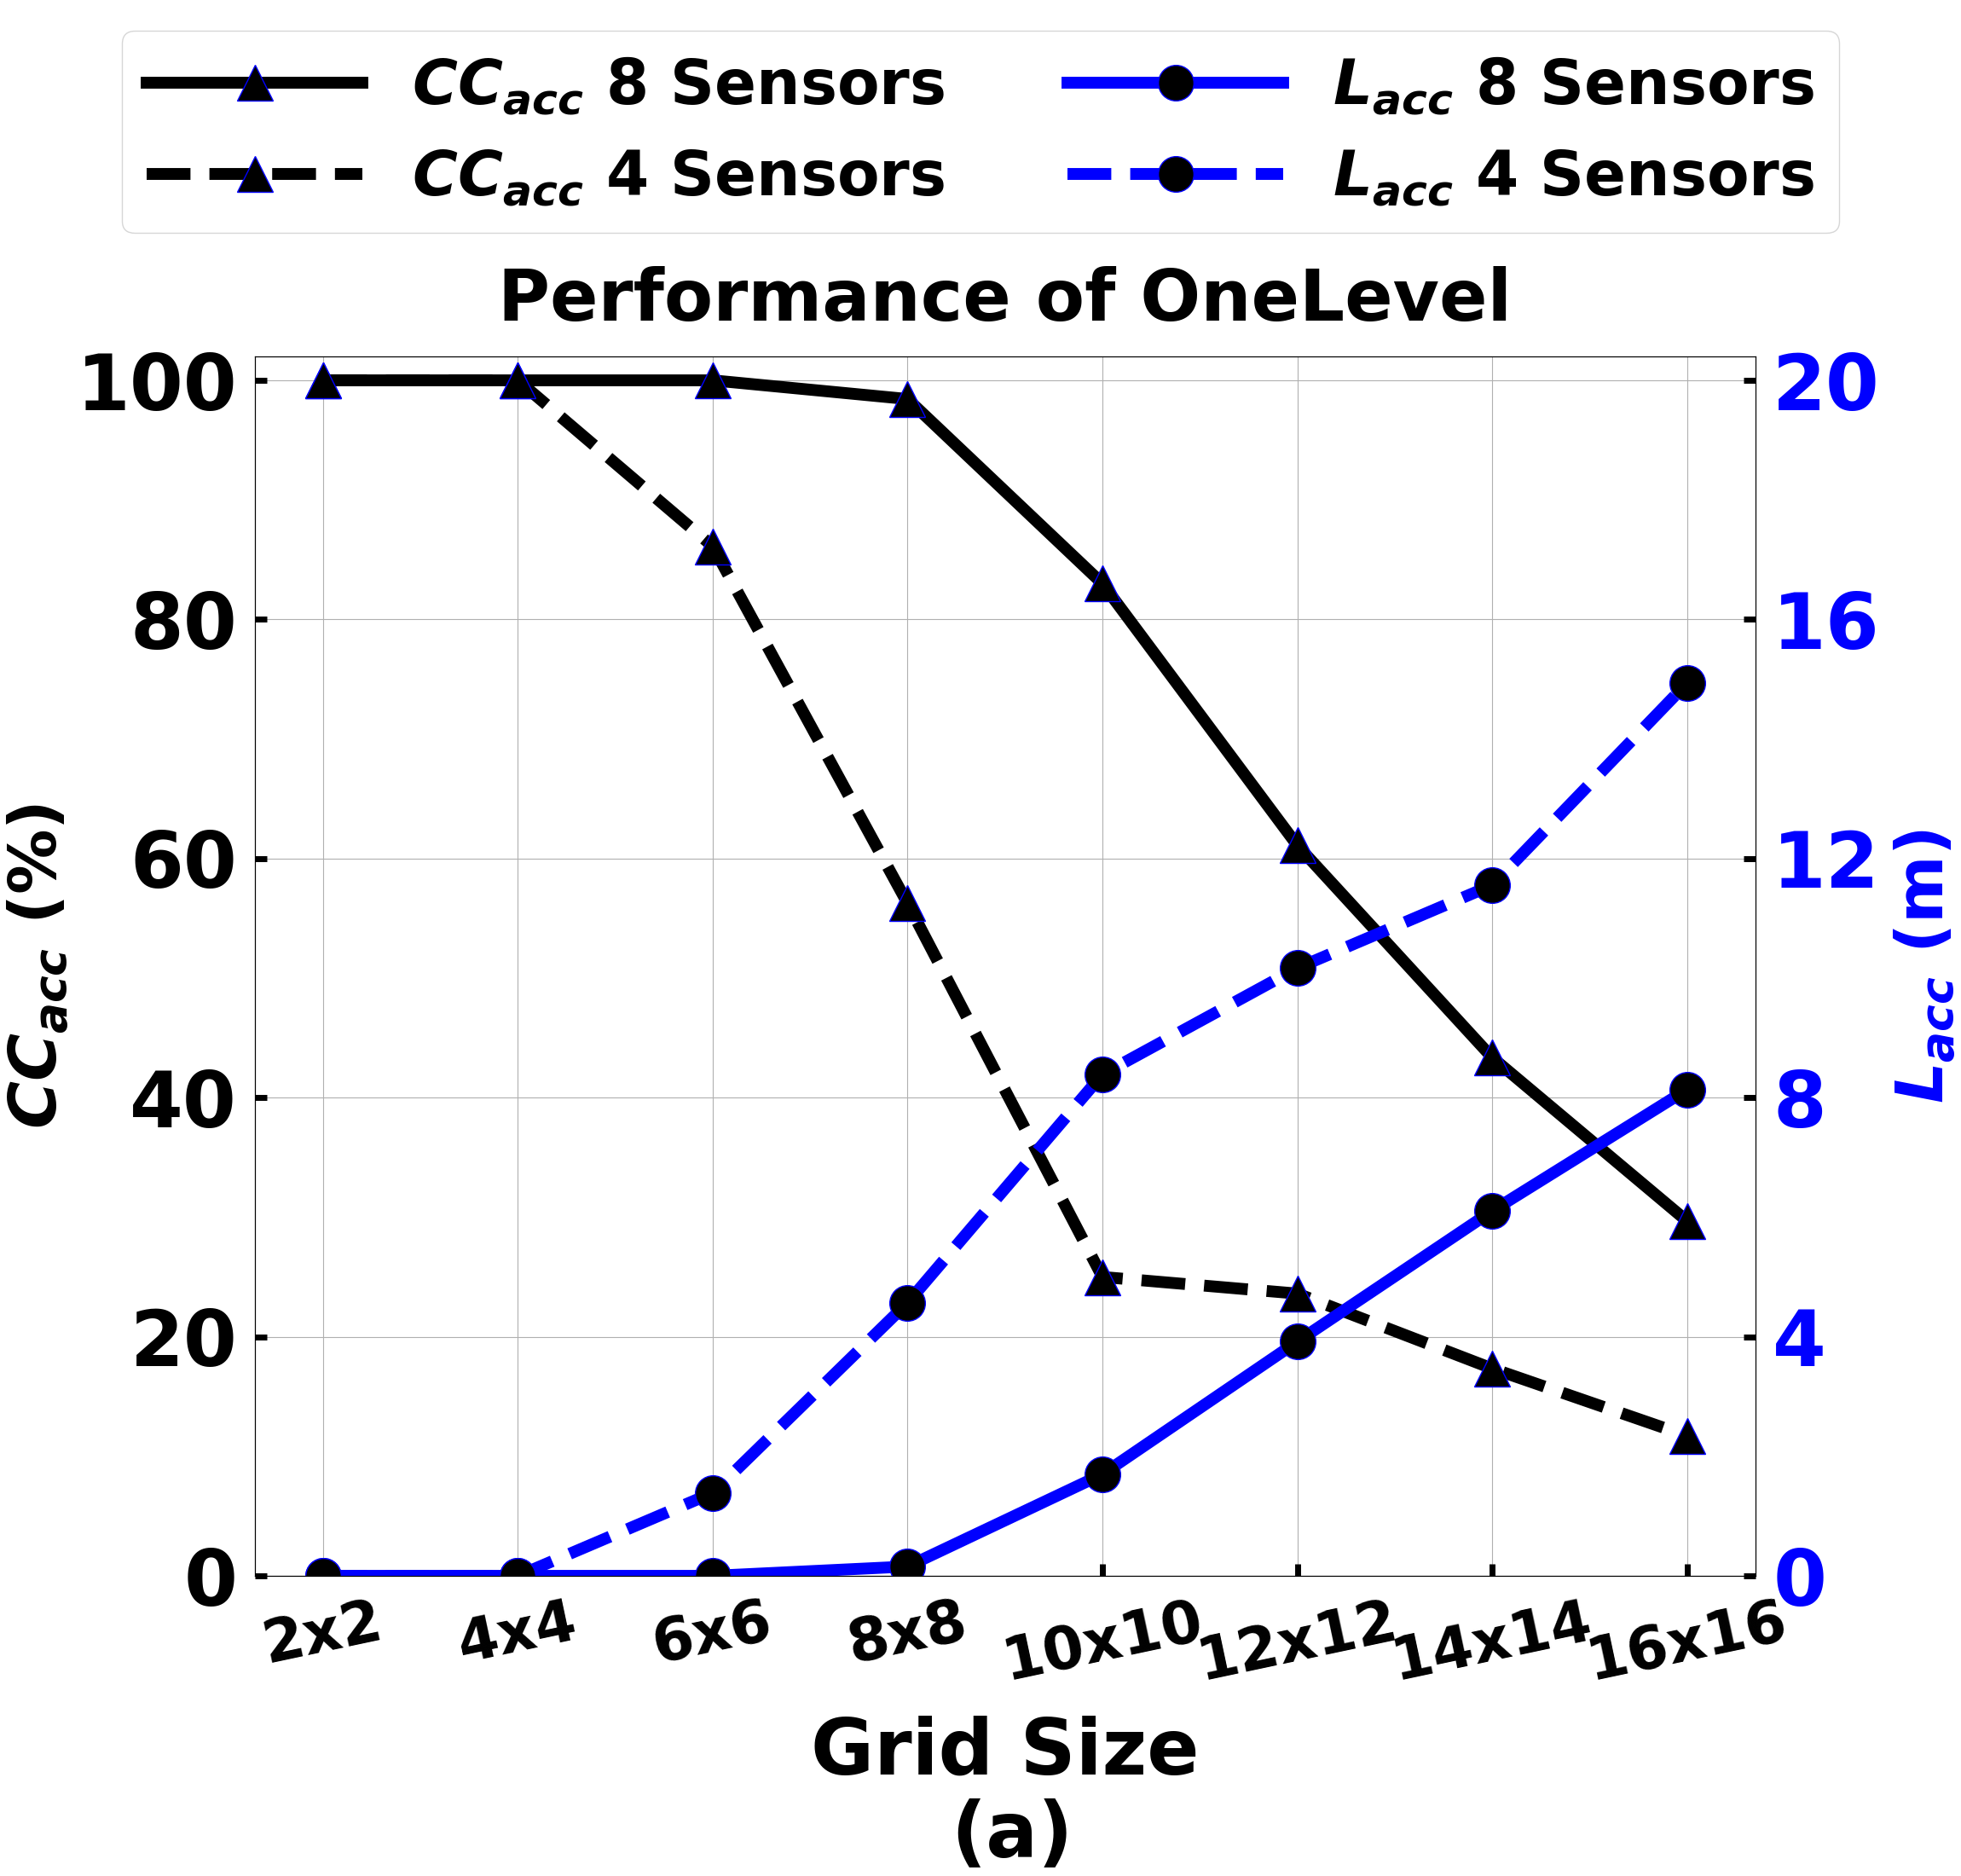 CCacc 8 Sensors
CCacc 4 Sensors
Lacc 8 Sensors
Lacc 4 Sensors
Performance of OneLevel
100
80
60
40
20
0
CCacc (%)
20
16
12
8
4
0
Lacc (m)
2x2 4x4 6x6 8x8 10x10 12x12 14x14 16x16
Grid Size
(a)